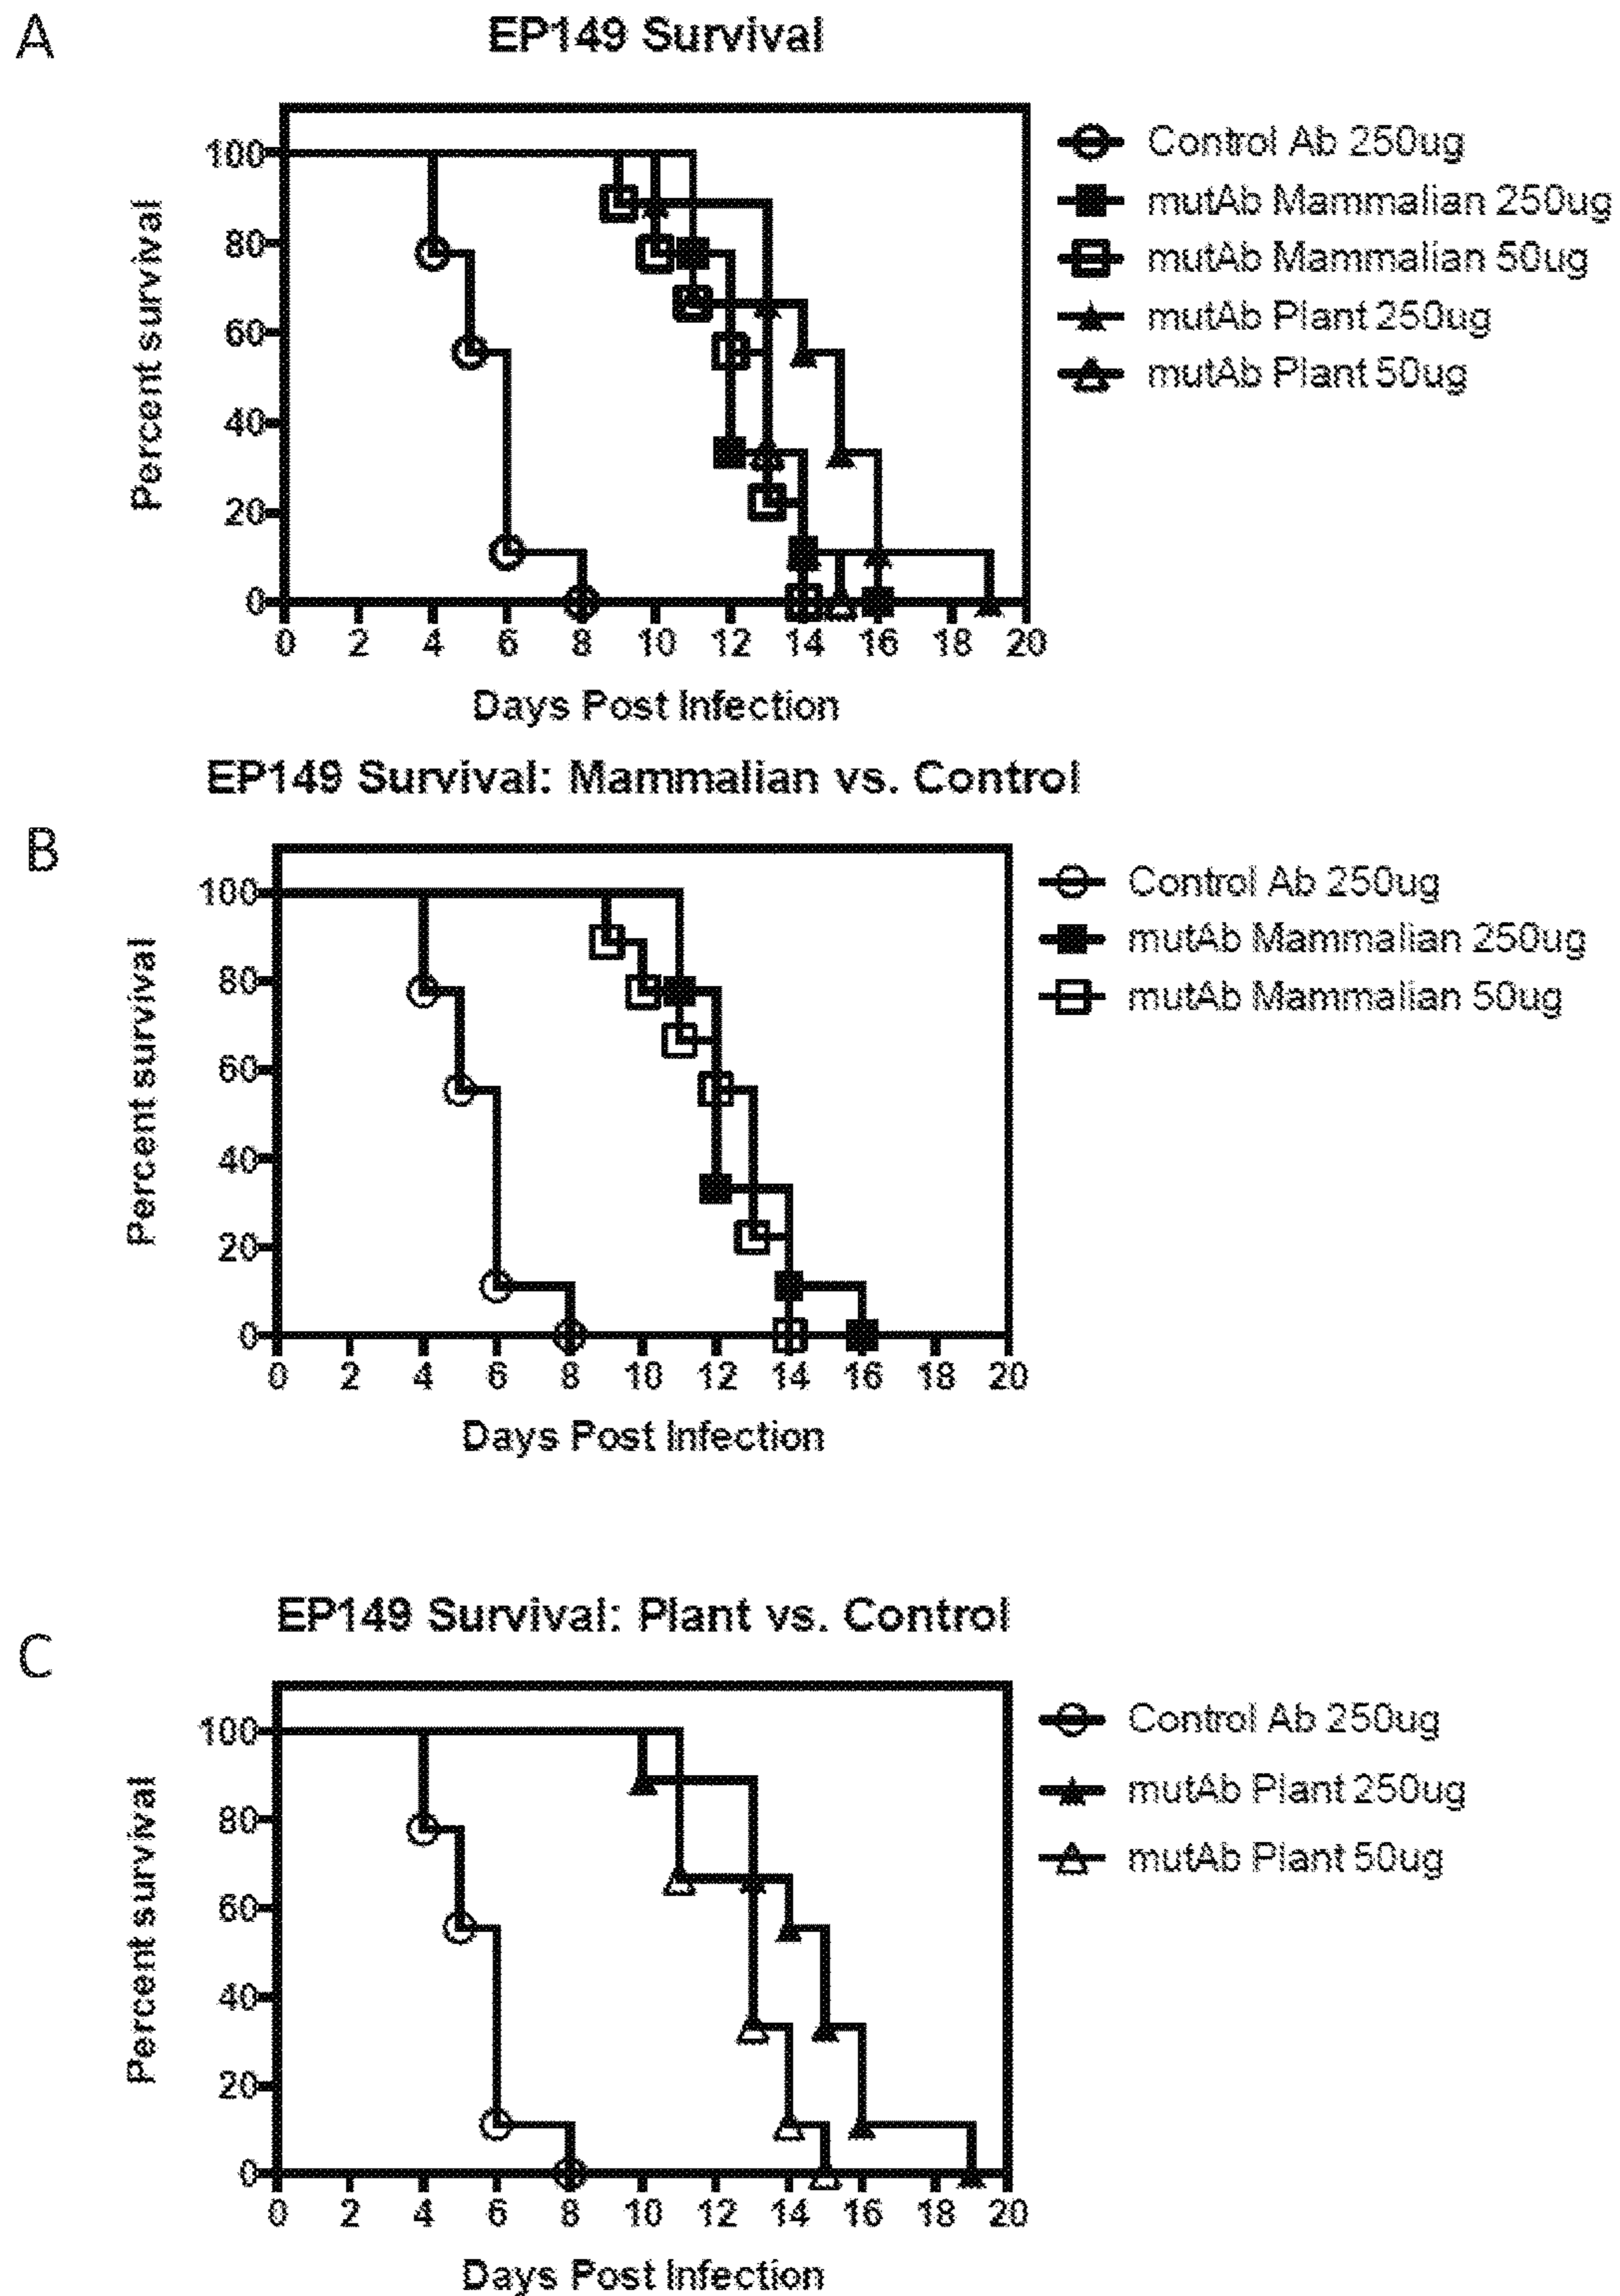 A
EP149 Survival
Percent survival
100
80
60
40
20
0
0 2 4 6 8 10 12 14 16 18 20
Days Post Infection
Control Ab 250ug
mutAb Mammalian 250ug
mutAb Mammalian 50ug
mutAb Plant 250ug
mutAb Plant 50ug
EP149 Survival: Mammalian vs. Control
B
Percent survival
100
80
60
40
20
0
0 2 4 6 8 10 12 14 16 18 20
Days Post Infection
Control Ab 250ug
mutAb Mammalian 250ug
mutAb Mammalian 50ug
EP149 Survival: Plant vs. Control
C
Percent survival
100
80
60
40
20
0
0 2 4 6 8 10 12 14 16 18 20
Days Post Infection
Control Ab 250ug
mutAb Plant 250ug
mutAb Plant 50ug